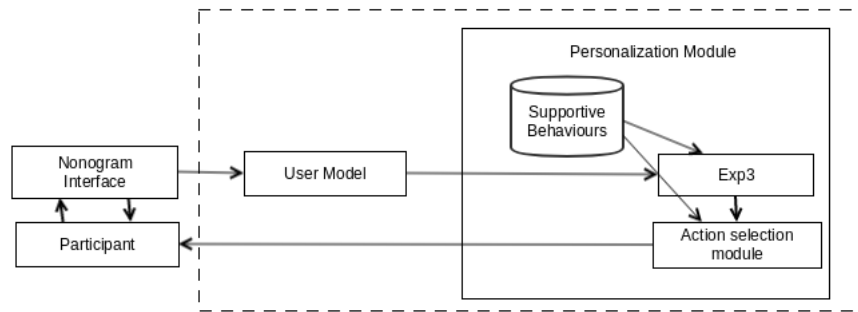 Personalization Module
Supportive
Behaviours
Nonogram
Interface
User Model
Exp3
Participant
Action selection
module